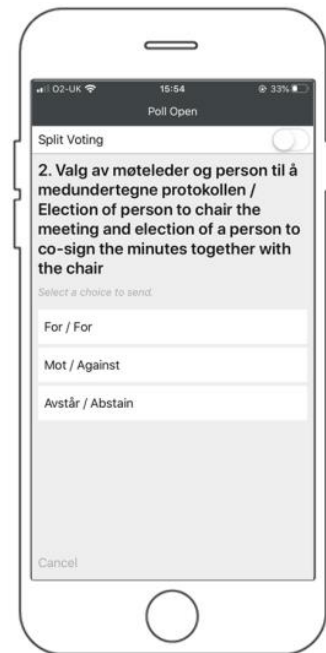 O2-UK 15:54 33%
Poll Open
Split Voting
2. Valg av møteleder og person til å
medundertegne protokollen /
Election of person to chair the
meeting and election of a person to
co-sign the minutes together with
the chair
Select a choice to send.
For / For
Mot / Against
Avstår / Abstain
Cancel